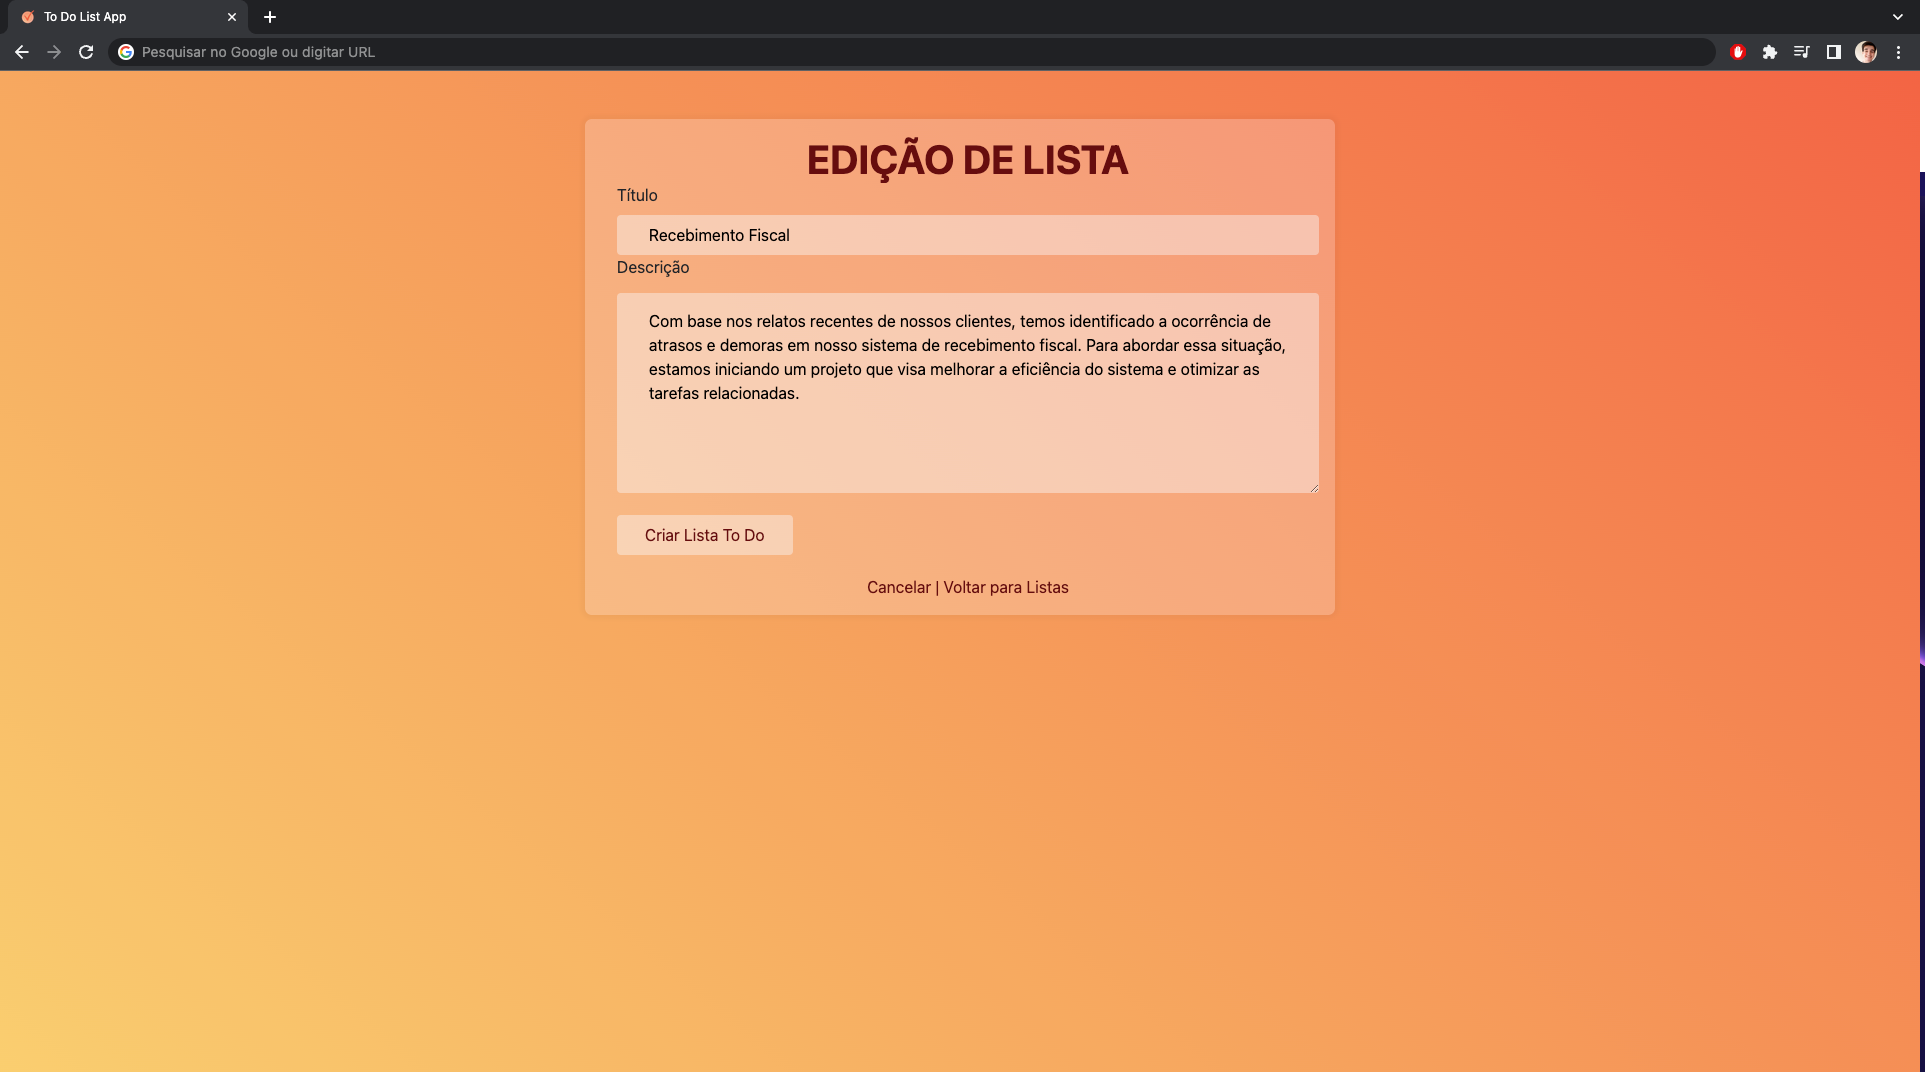 To Do List App
Pesquisar no Google ou digitar URL
EDIÇÃO DE LISTA
Título
Recebimento Fiscal
Descrição
Com base nos relatos recentes de nossos clientes, temos identificado a ocorrência de
atrasos e demoras em nosso sistema de recebimento fiscal. Para abordar essa situação,
estamos iniciando um projeto que visa melhorar a eficiência do sistema e otimizar as
tarefas relacionadas.
Criar Lista To Do
Cancelar | Voltar para Listas